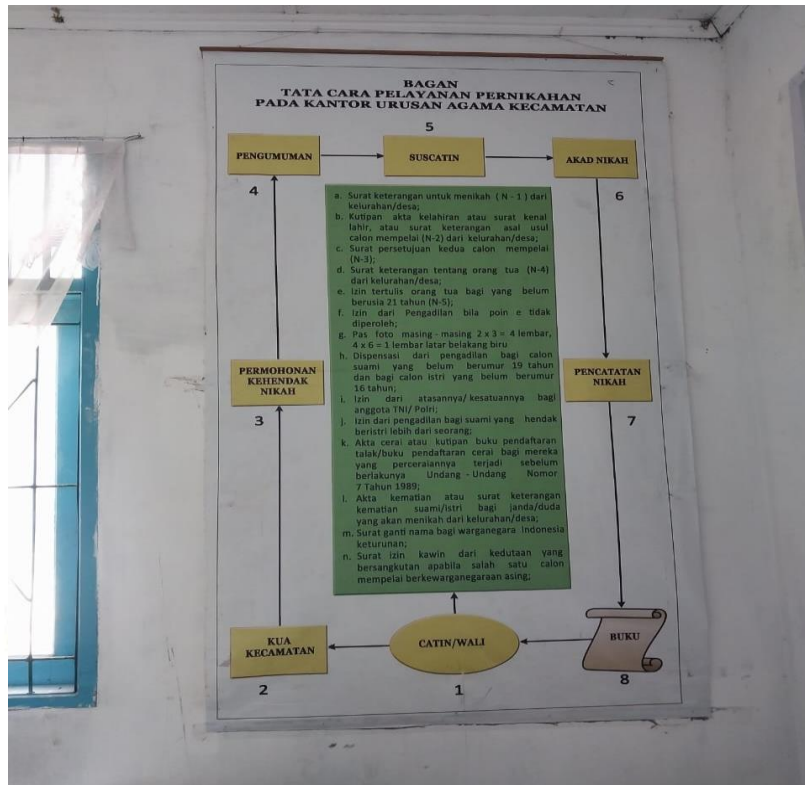 BAGAN
TATA CARA PELAYANAN PERNIKAHAN
PADA KANTOR URUSAN AGAMA KECAMATAN
5
PENGUMUMAN
SUSCATIN
AKAD NIKAH
4
6
a. Surat keterangan untuk menikah ( N - 1 ) dari
kelurahan/desa;
b. Kutipan akta kelahiran atau surat kenal
lahir, atau surat keterangan asal usul
calon mempelai (N-2) dari kelurahan/desa;
c. Surat persetujuan kedua calon mempelai
(N-3);
d. Surat keterangan tentang orang tua (N-4)
dari kelurahan/desa;
e. Izin tertulis orang tua bagi yang belum
berusia 21 tahun (N-5);
f. Izin dari Pengadilan bila poin e tidak
diperoleh;
g. Pas foto masing - masing 2 x 3 = 4 lembar,
4 x 6 = 1 lembar latar belakang biru
h. Dispensasi dari pengadilan bagi calon
suami yang belum berumur 19 tahun
dan bagi calon istri yang belum berumur
16 tahun;
i. Izin dari atasannya/ kesatuannya bagi
anggota TNI/ Polri;
j. Izin dari pengadilan bagi suami yang hendak
beristri lebih dari seorang;
k. Akta cerai atau kutipan buku pendaftaran
talak/buku pendaftaran cerai bagi mereka
yang perceraiannya terjadi sebelum
berlakunya Undang - Undang Nomor
7 Tahun 1989;
l. Akta kematian atau surat keterangan
kematian suami/istri bagi janda/duda
yang akan menikah dari kelurahan/desa;
m. Surat ganti nama bagi warganegara Indonesia
keturunan;
n. Surat izin kawin dari kedutaan yang
bersangkutan apabila salah satu calon
mempelai berkewarganegaraan asing;
PERMOHONAN
KEHENDAK
NIKAH
3
PENCATATAN
NIKAH
7
KUA
KECAMATAN
2
CATIN/WALI
1
BUKU
8